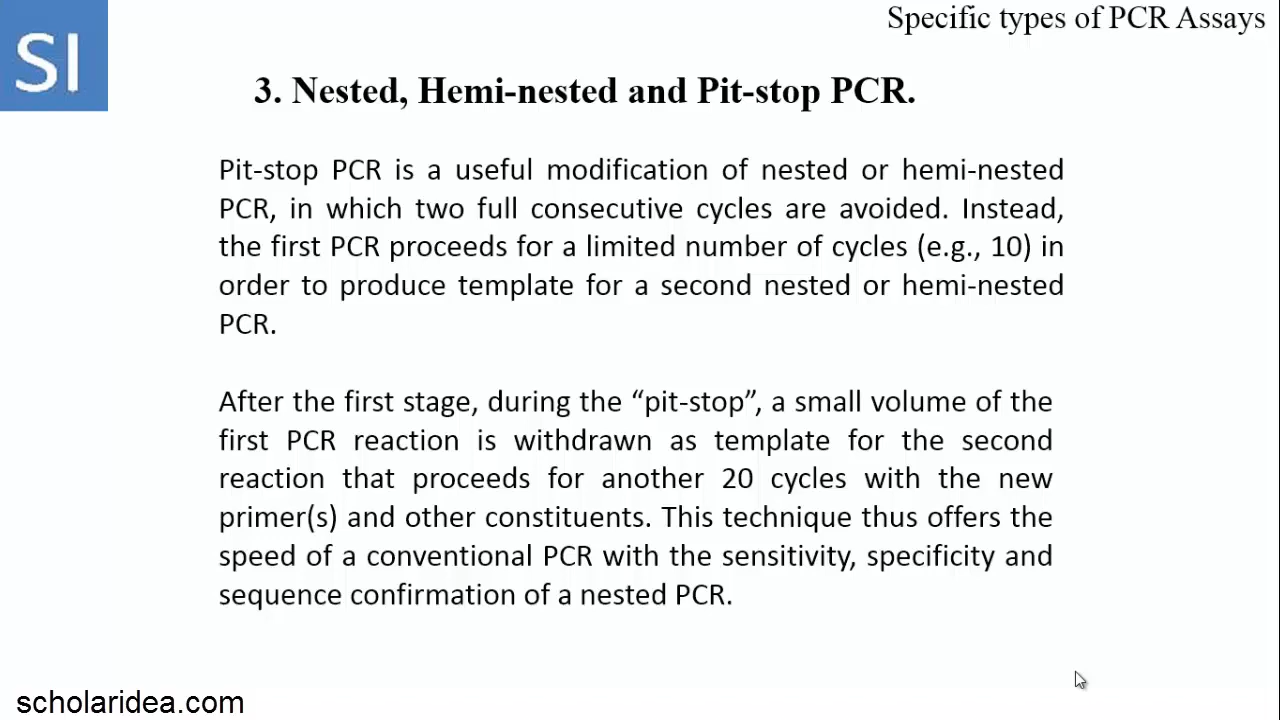 SI
Specific types of PCR Assays
3. Nested, Hemi-nested and Pit-stop PCR.
Pit-stop PCR is a useful modification of nested or hemi-nested
PCR, in which two full consecutive cycles are avoided. Instead,
the first PCR proceeds for a limited number of cycles (e.g., 10) in
order to produce template for a second nested or hemi-nested
PCR.
After the first stage, during the “pit-stop”, a small volume of the
first PCR reaction is withdrawn as template for the second
reaction that proceeds for another 20 cycles with the new
primer(s) and other constituents. This technique thus offers the
speed of a conventional PCR with the sensitivity, specificity and
sequence confirmation of a nested PCR.
scholaridea.com